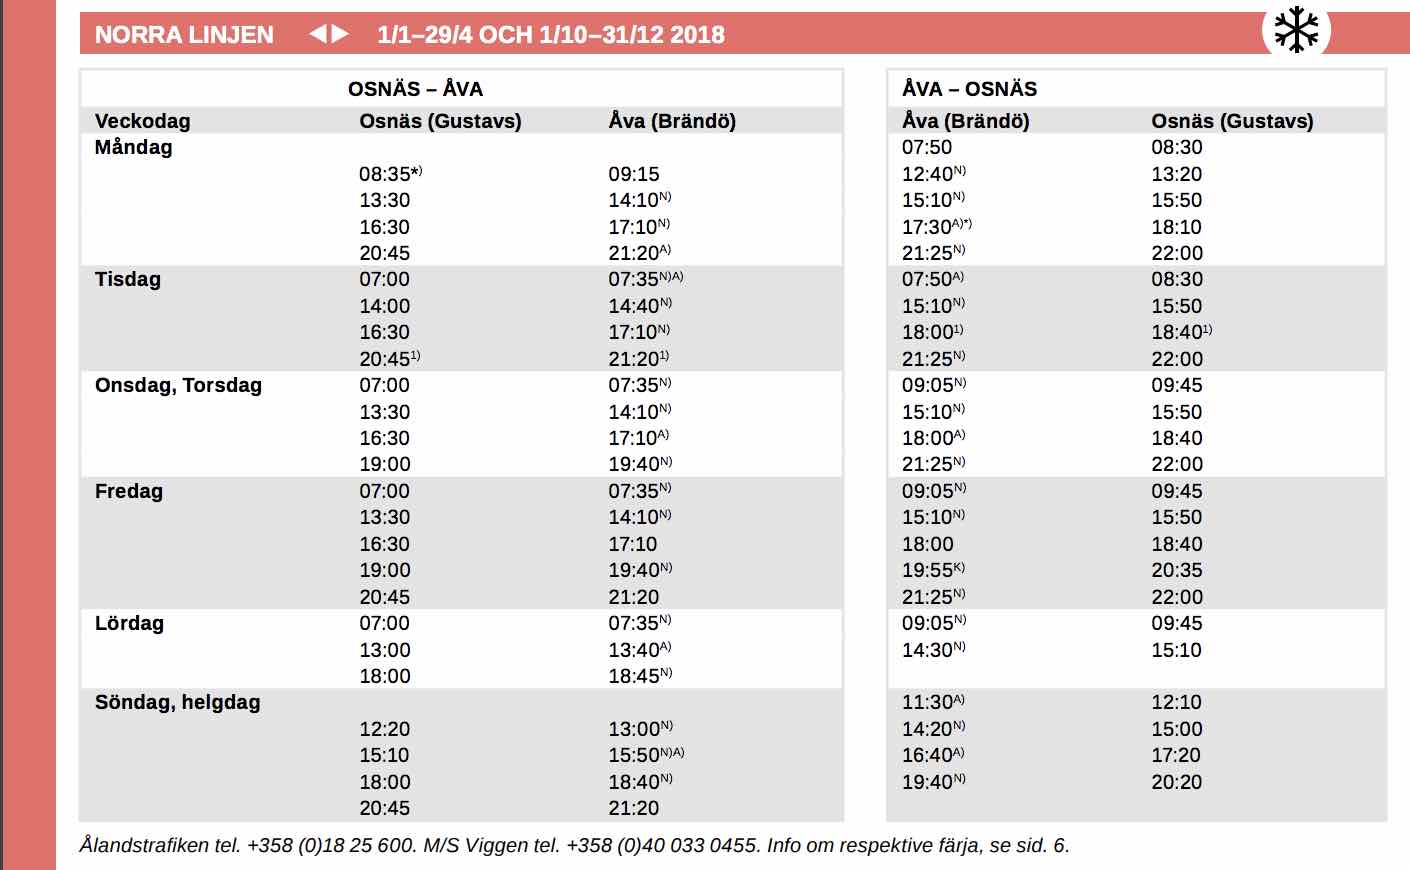 NORRA LINJEN ◀▶ 1/1–29/4 OCH 1/10–31/12 2018
OSNÄS – ÅVA
Veckodag Osnäs (Gustavs) Åva (Brändö)
Måndag
08:35*) 09:15
13:30 14:10N)
16:30 17:10N)
20:45 21:20A)
Tisdag 07:00 07:35N)A)
14:00 14:40N)
16:30 17:10N)
20:451) 21:201)
Onsdag, Torsdag 07:00 07:35N)
13:30 14:10N)
16:30 17:10A)
19:00 19:40N)
Fredag 07:00 07:35N)
13:30 14:10N)
16:30 17:10
19:00 19:40N)
20:45 21:20
Lördag 07:00 07:35N)
13:00 13:40A)
18:00 18:45N)
Söndag, helgdag
12:20 13:00N)
15:10 15:50N)A)
18:00 18:40N)
20:45 21:20
ÅVA – OSNÄS
Åva (Brändö) Osnäs (Gustavs)
07:50 08:30
12:40N) 13:20
15:10N) 15:50
17:30A)*) 18:10
21:25N) 22:00
07:50A) 08:30
15:10N) 15:50
18:001) 18:401)
21:25N) 22:00
09:05N) 09:45
15:10N) 15:50
18:00A) 18:40
21:25N) 22:00
09:05N) 09:45
15:10N) 15:50
18:00 18:40
19:55K) 20:35
21:25N) 22:00
09:05N) 09:45
14:30N) 15:10
11:30A) 12:10
14:20N) 15:00
16:40A) 17:20
19:40N) 20:20
Ålandstrafiken tel. +358 (0)18 25 600. M/S Viggen tel. +358 (0)40 033 0455. Info om respektive färja, se sid. 6.